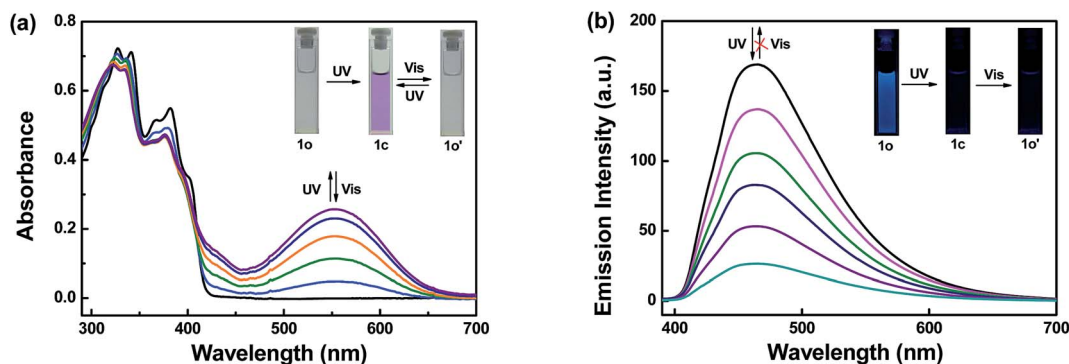 (a)
0.8
0.6
0.4
0.2
0.0
Absorbance
300
400
500
600
700
Wavelength (nm)
UV
Vis
UV
1o
1c
1o'
UV
Vis
(b)
200
150
100
50
0
Emission Intensity (a.u.)
400
500
600
700
Wavelength (nm)
UV
Vis
UV
Vis
1o
1c
1o'